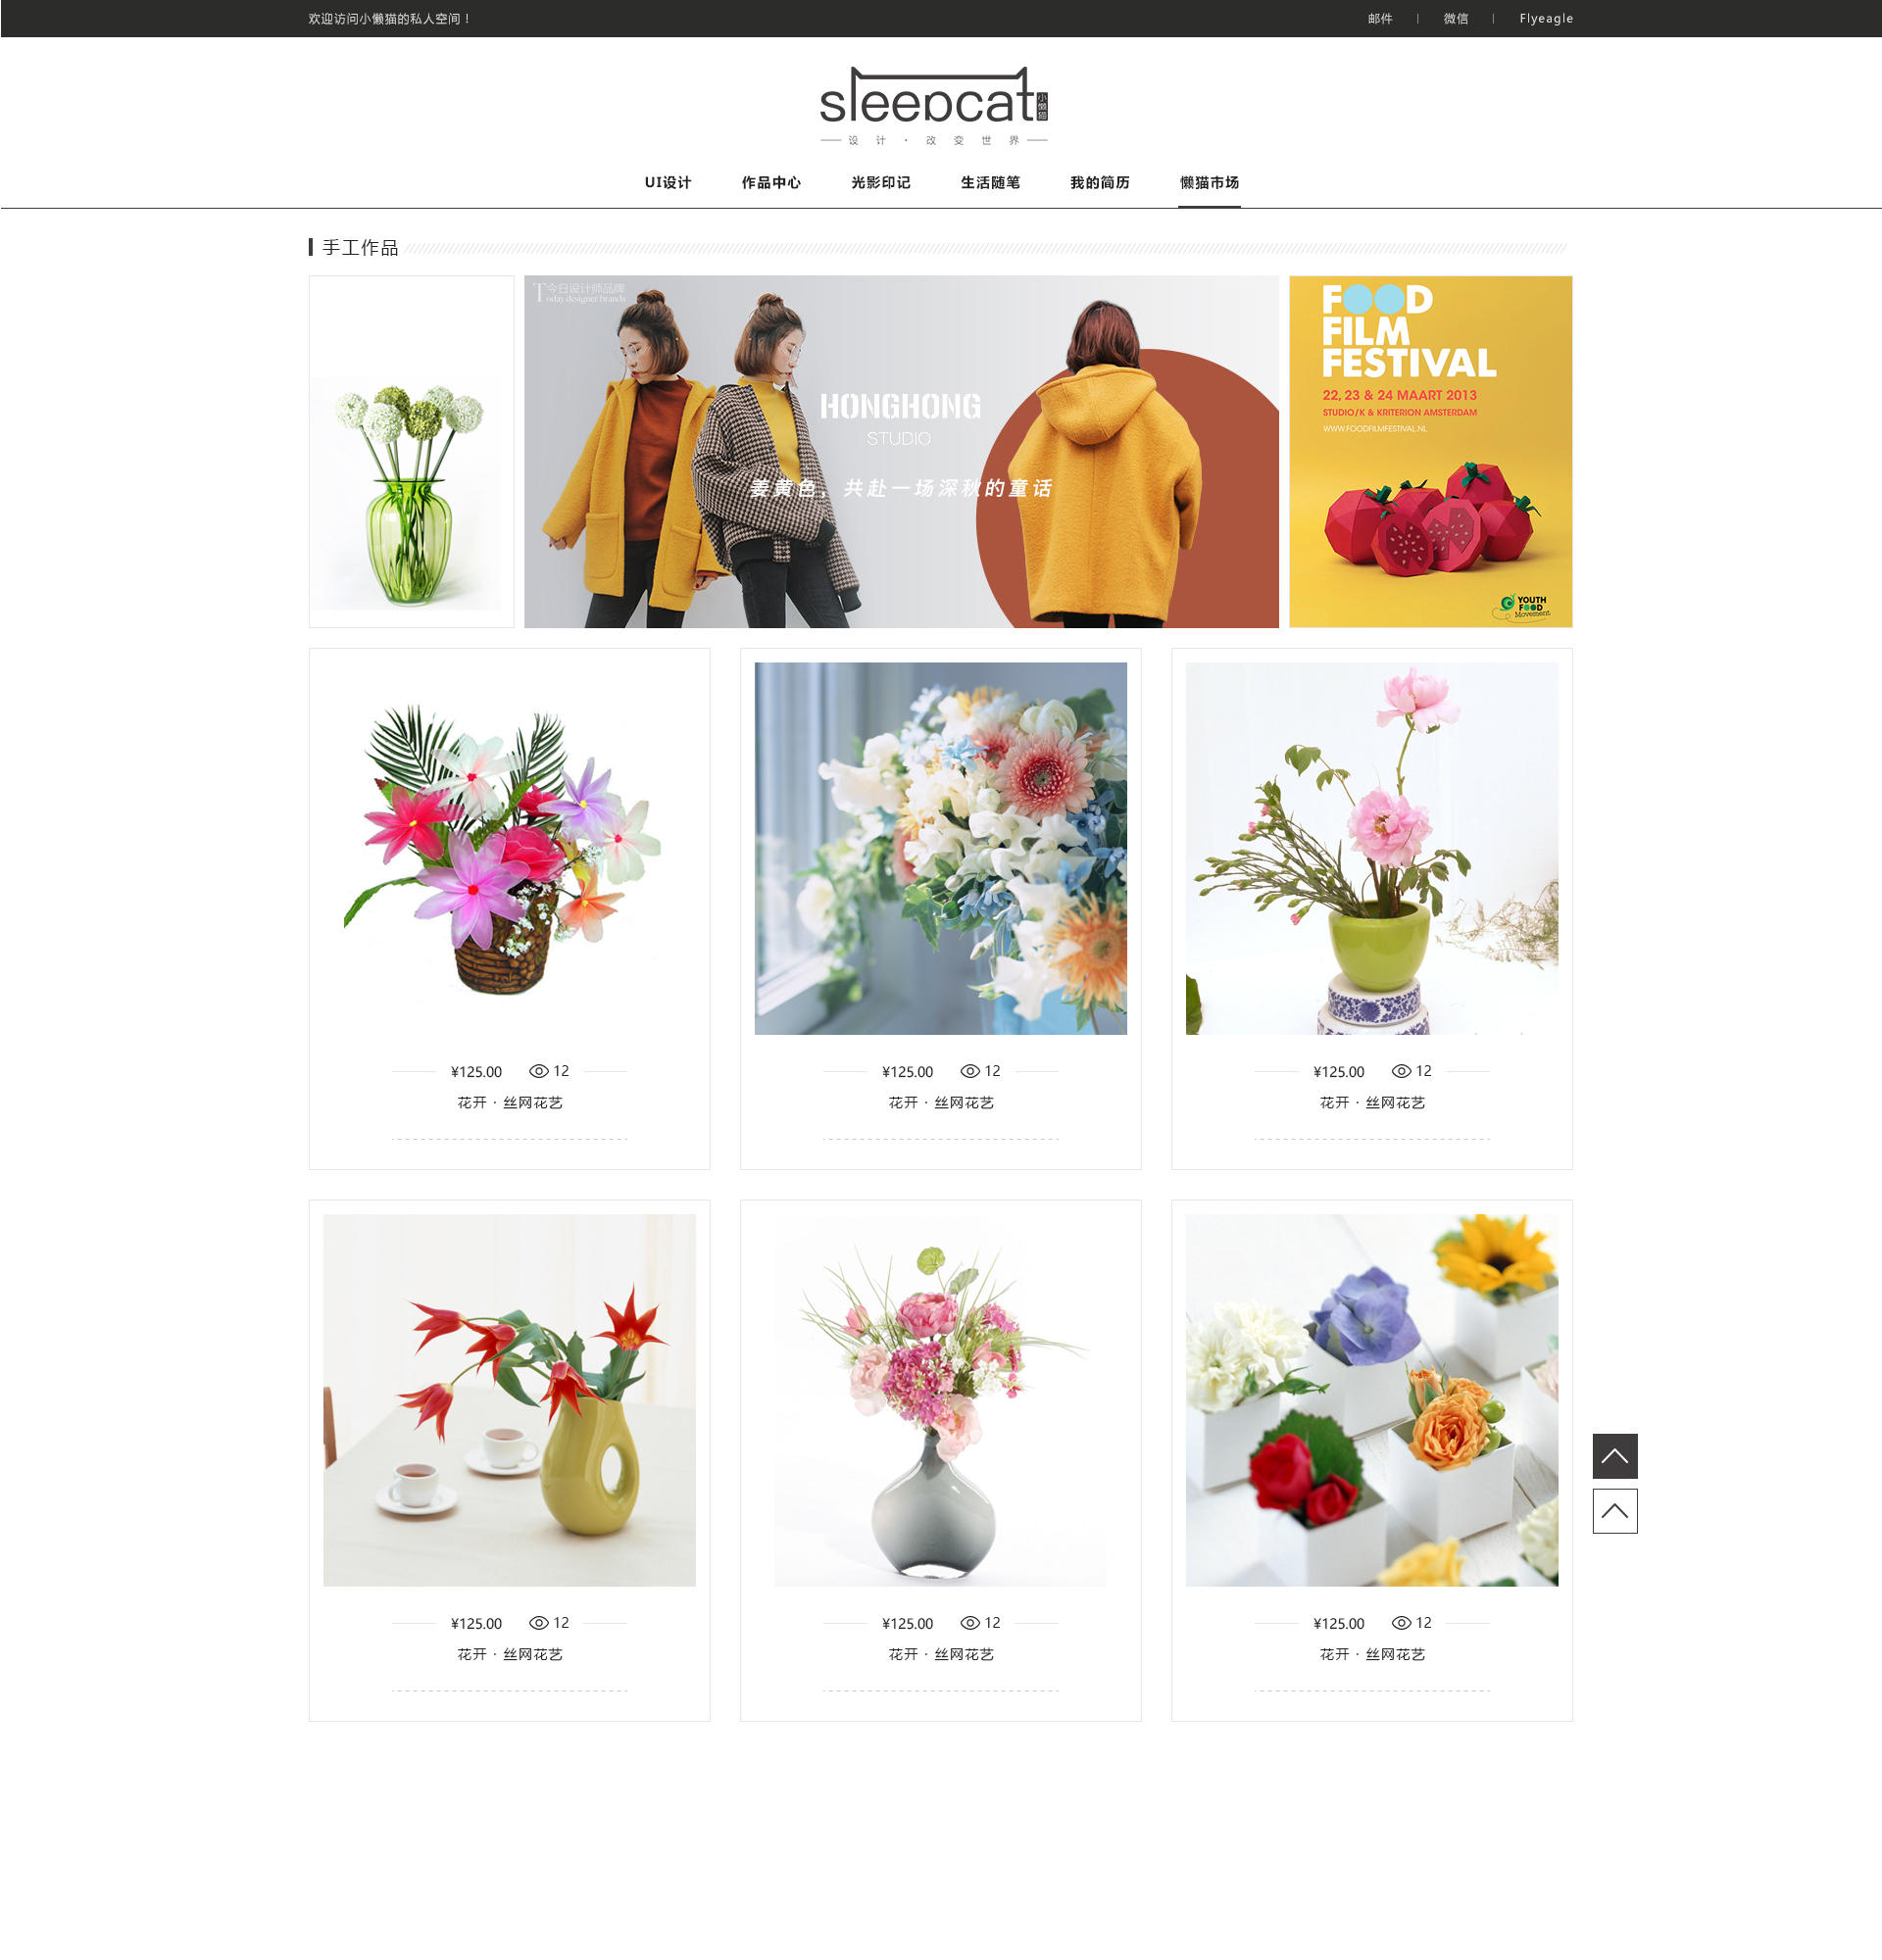 欢迎访问小懒猫的私人空间！
邮件 | 微信 | Flyeagle
sleepcat 小懒猫
设计·改变世界
UI设计 作品中心 光影印记 生活随笔 我的简历 懒猫市场
手工作品
今日设计师品牌
Today designer brands
HONGHONG
STUDIO
姜黄色，共赴一场深秋的童话
FOOD
FILM
FESTIVAL
22, 23 & 24 MAART 2013
STUDIO/K & KRITERION AMSTERDAM
WWW.FOODFILMFESTIVAL.NL
YOUTH
FOOD
Movement
¥125.00 12
花开 · 丝网花艺
¥125.00 12
花开 · 丝网花艺
¥125.00 12
花开 · 丝网花艺
¥125.00 12
花开 · 丝网花艺
¥125.00 12
花开 · 丝网花艺
¥125.00 12
花开 · 丝网花艺